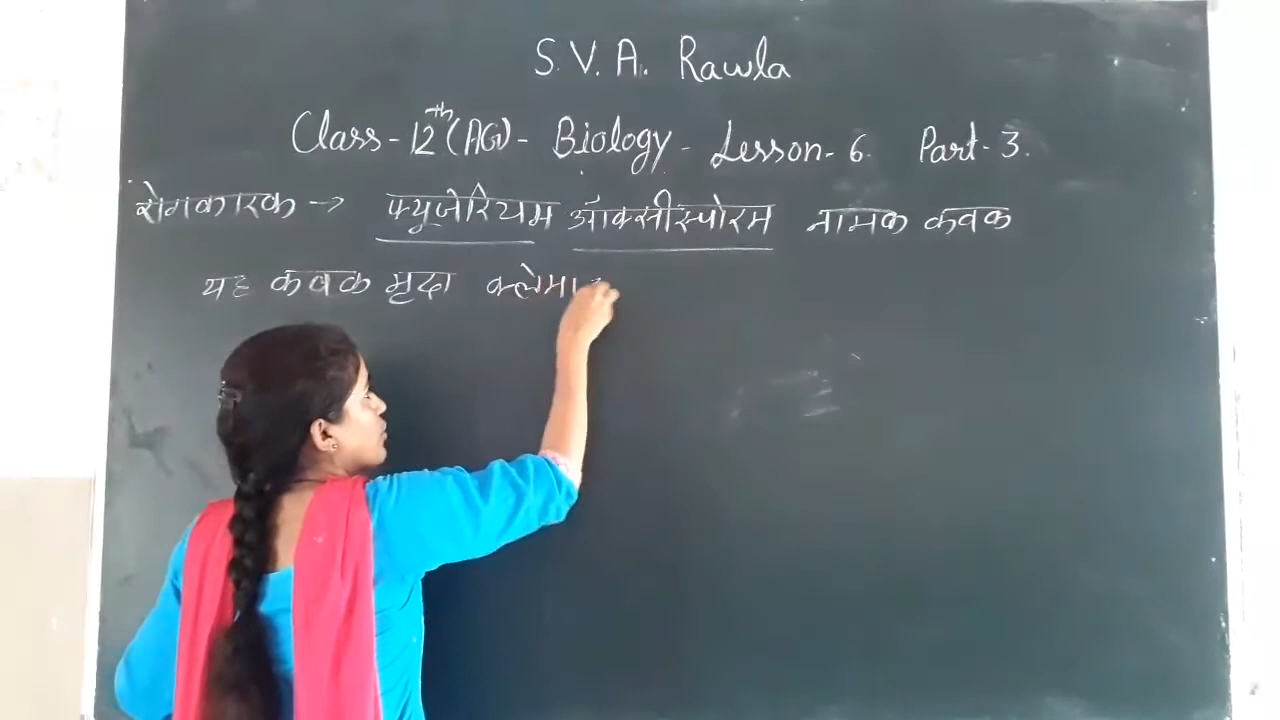 S. V. A. Rawla
Class-12th (AG) - Biology - Lesson-6. Part-3.
रोगकारक → फ्यूजेरियम ऑक्सीस्पोरम नामक कवक
यह कवक मृदा क्लेमा